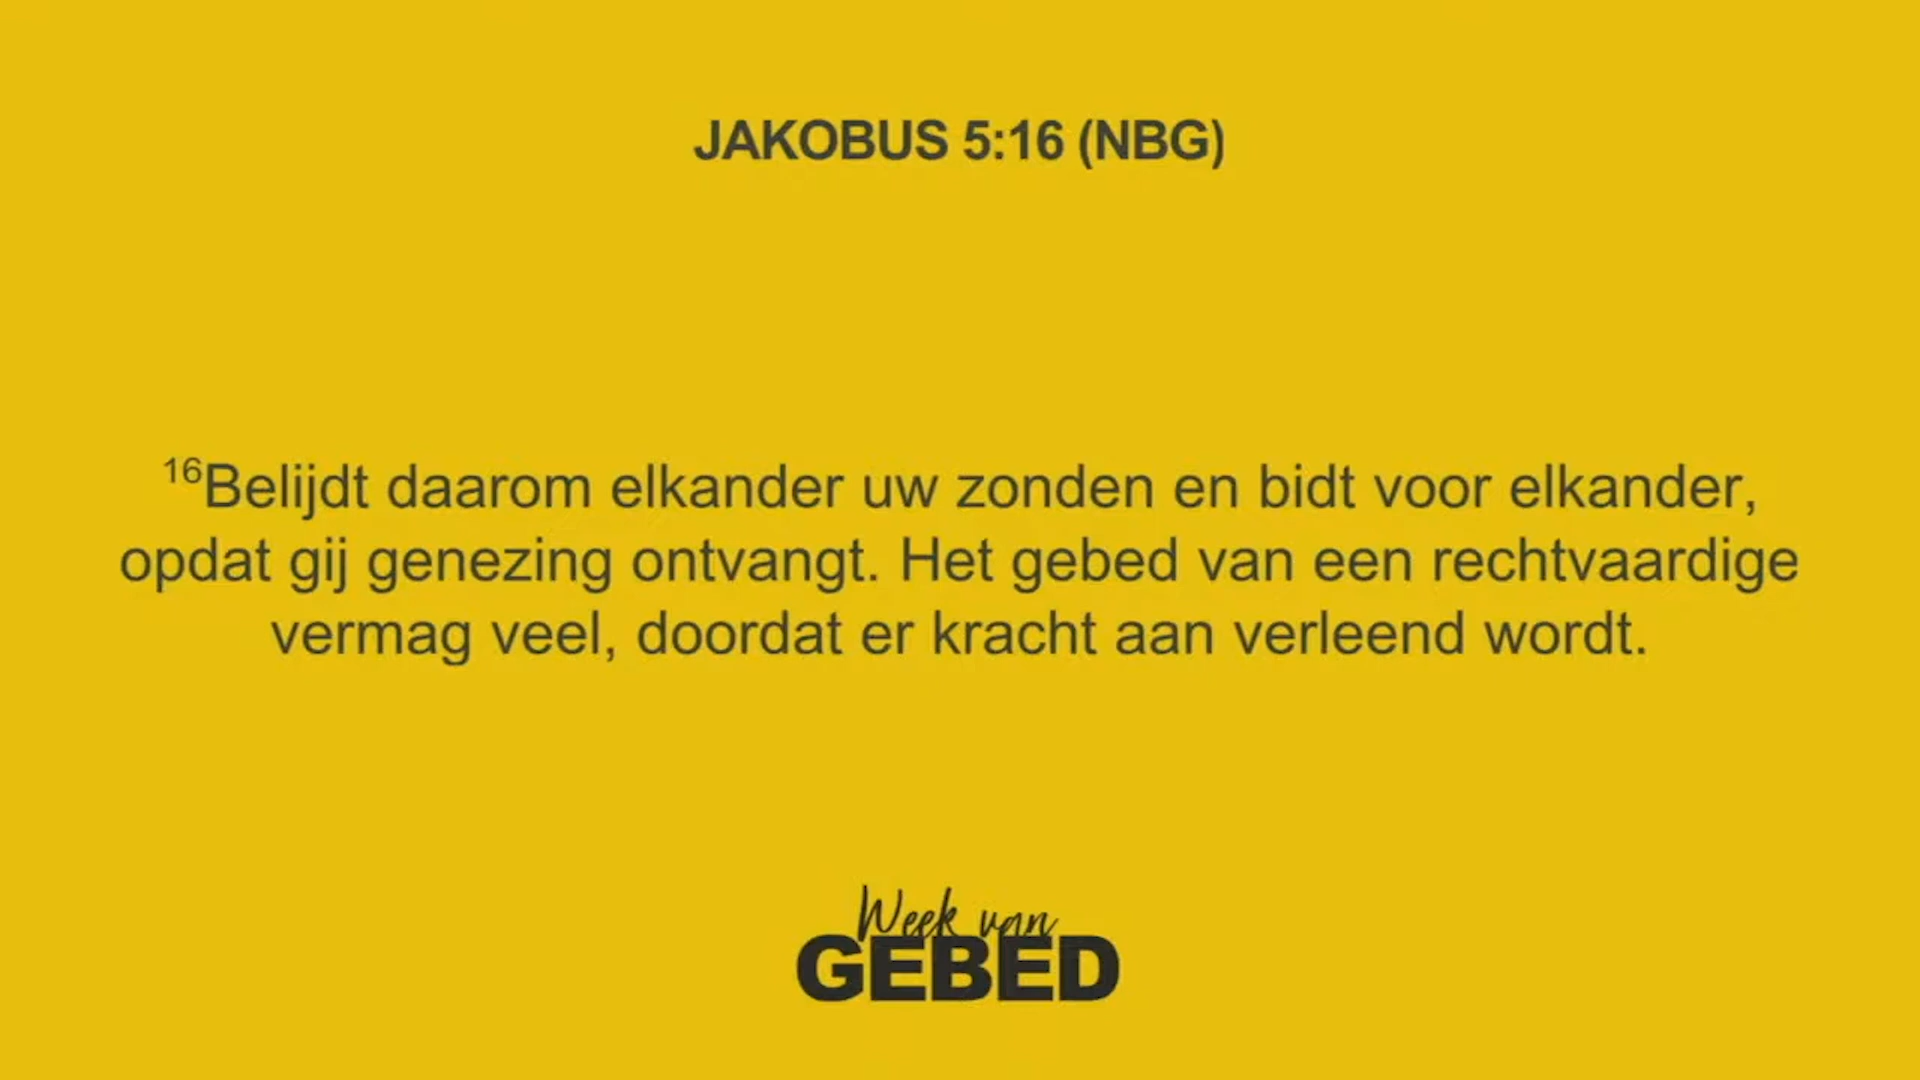 JAKOBUS 5:16 (NBG)
16Belijdt daarom elkander uw zonden en bidt voor elkander,
opdat gij genezing ontvangt. Het gebed van een rechtvaardige
vermag veel, doordat er kracht aan verleend wordt.
Week van
GEBED